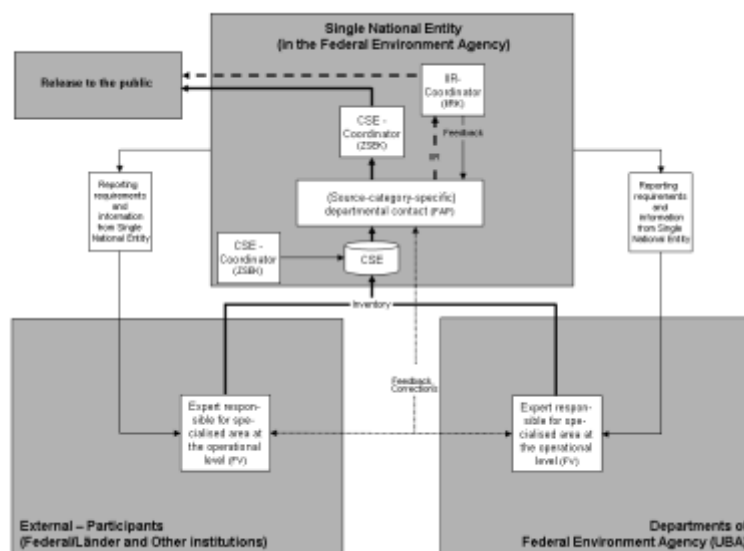 Single National Entity
(in the Federal Environment Agency)
Release to the public
IIR-
Coordinator
(IIRK)
CSE -
Coordinator
(ZSEK)
Feedback
IIR
Reporting
requirements
and
information
from Single
National Entity
(Source-category-specific)
departmental contact (FAP)
Reporting
requirements
and
information
from Single
National Entity
CSE -
Coordinator
(ZSEK)
CSE
Inventory
Feedback,
Corrections
Expert respon-
sible for spe-
cialised area at
the operational
level (FV)
Expert respon-
sible for spe-
cialised area at
the operational
level (FV)
External – Participants
(Federal/Länder and Other institutions)
Departments of
Federal Environment Agency (UBA)